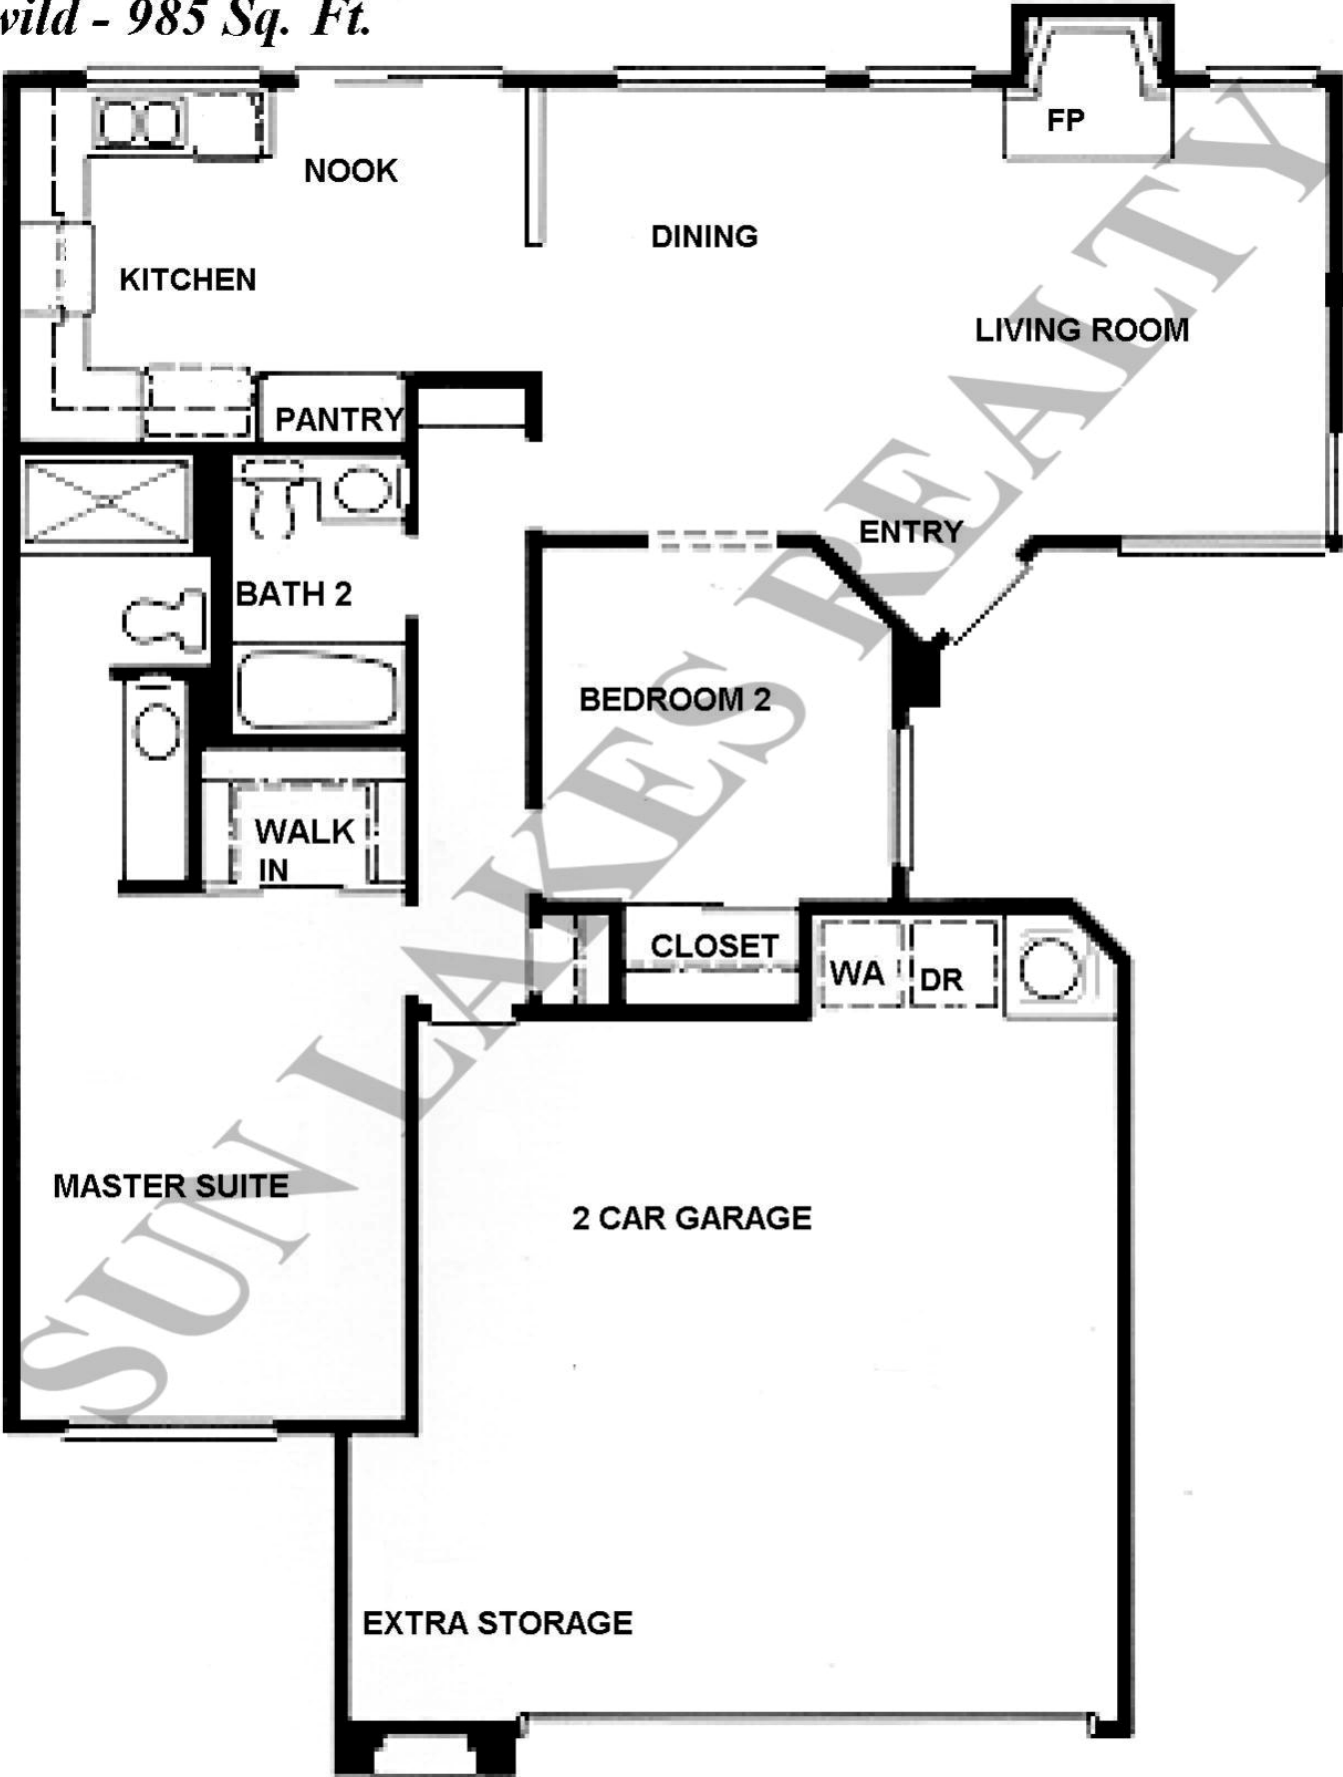 wild - 985 Sq. Ft.
FP
NOOK
DINING
KITCHEN
LIVING ROOM
PANTRY
ENTRY
BATH 2
BEDROOM 2
WALK
IN
CLOSET
WA
DR
MASTER SUITE
2 CAR GARAGE
EXTRA STORAGE
SUN LAKES REALTY